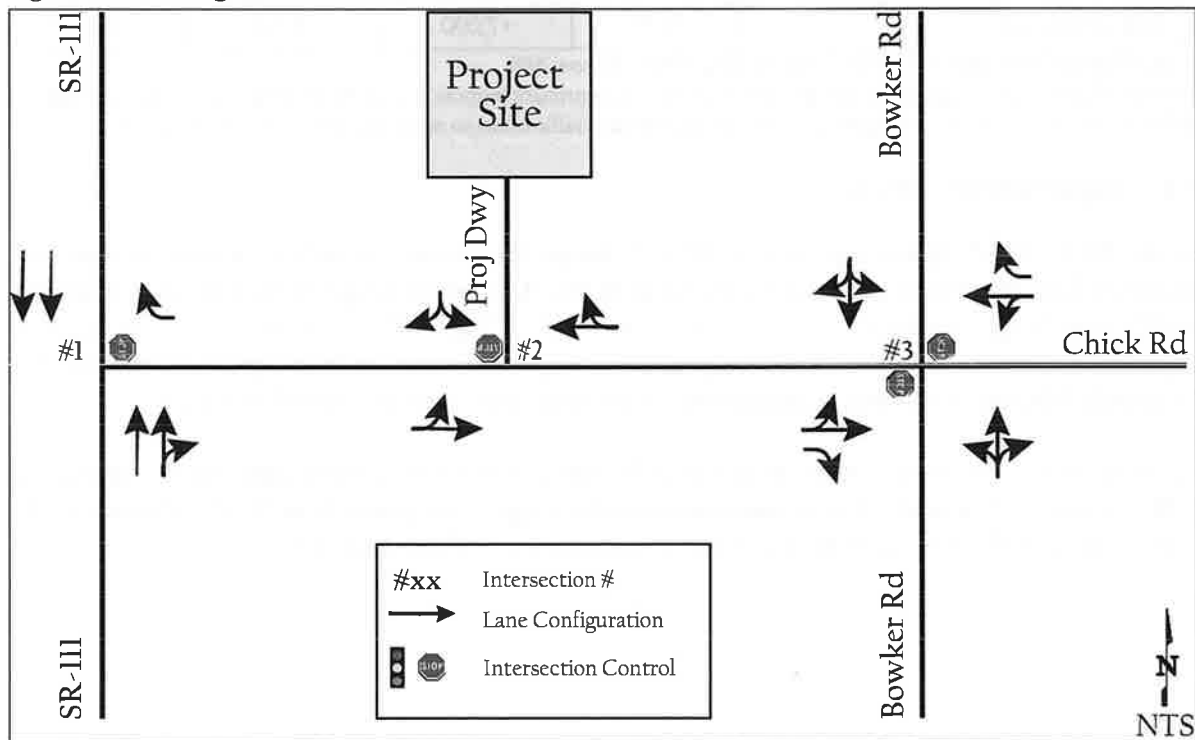 SR-111
Project
Site
Bowker Rd
Proj Dwy
#1
#2
#3
Chick Rd
#xx Intersection #
Lane Configuration
STOP Intersection Control
SR-111
Bowker Rd
N
NTS